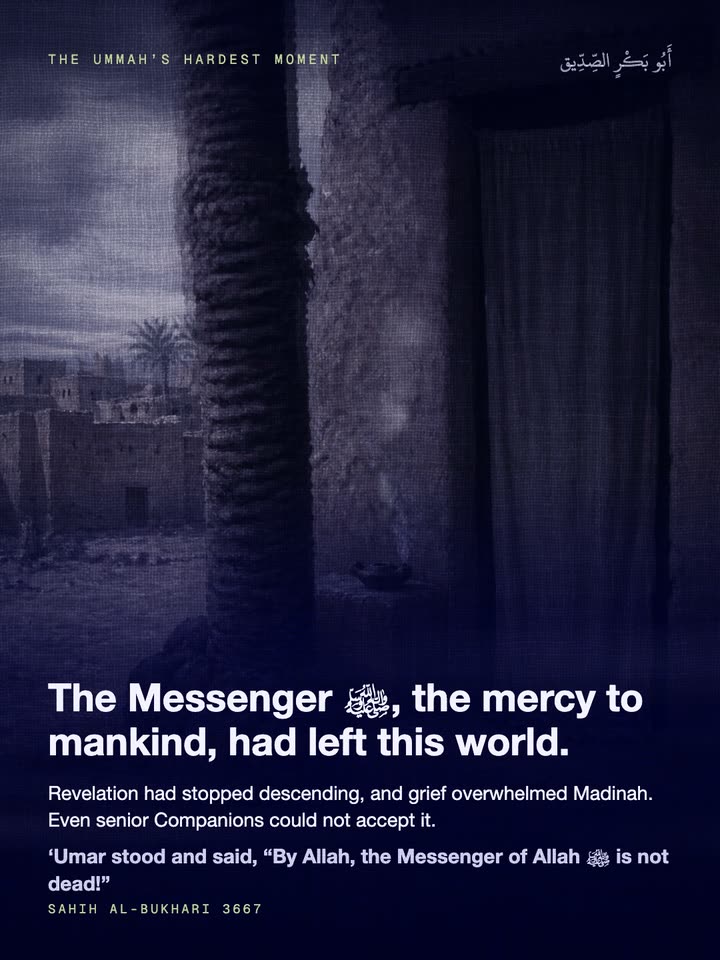 THE UMMAH’S HARDEST MOMENT
أَبُو بَكْرٍ الصِّدِّيق
The Messenger ﷺ, the mercy to
mankind, had left this world.
Revelation had stopped descending, and grief overwhelmed Madinah.
Even senior Companions could not accept it.
‘Umar stood and said, “By Allah, the Messenger of Allah ﷺ is not
dead!”
SAHIH AL-BUKHARI 3667